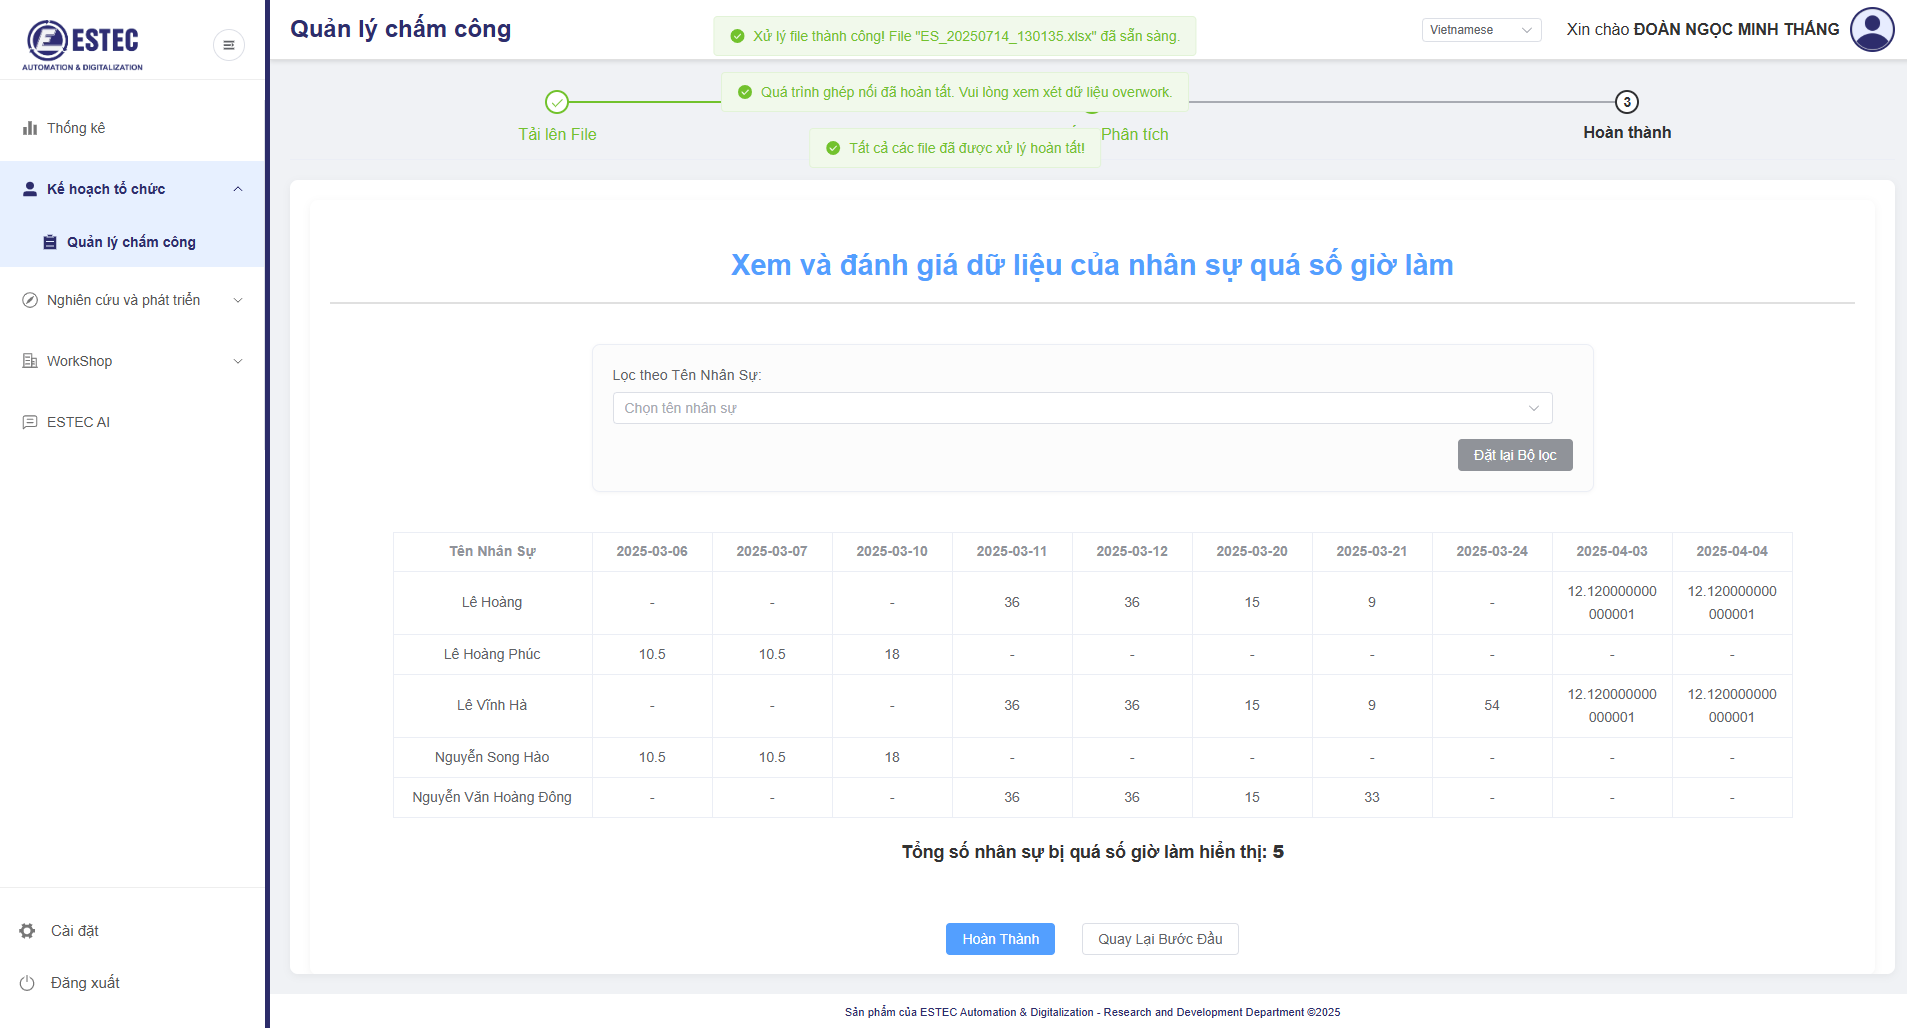 ESTEC
AUTOMATION & DIGITALIZATION
Thống kê
Kế hoạch tổ chức
Quản lý chấm công
Nghiên cứu và phát triển
WorkShop
ESTEC AI
Cài đặt
Đăng xuất
Quản lý chấm công
Vietnamese
Xin chào ĐOÀN NGỌC MINH THẮNG
Xử lý file thành công! File "ES_20250714_130135.xlsx" đã sẵn sàng.
Quá trình ghép nối đã hoàn tất. Vui lòng xem xét dữ liệu overwork.
Tất cả các file đã được xử lý hoàn tất!
Tải lên File
Phân tích
3
Hoàn thành
Xem và đánh giá dữ liệu của nhân sự quá số giờ làm
Lọc theo Tên Nhân Sự:
Chọn tên nhân sự
Đặt lại Bộ lọc
Tên Nhân Sự 2025-03-06 2025-03-07 2025-03-10 2025-03-11 2025-03-12 2025-03-20 2025-03-21 2025-03-24 2025-04-03 2025-04-04
Lê Hoàng - - - 36 36 15 9 - 12.120000000000001 12.120000000000001
Lê Hoàng Phúc 10.5 10.5 18 - - - - - - -
Lê Vĩnh Hà - - - 36 36 15 9 54 12.120000000000001 12.120000000000001
Nguyễn Song Hào 10.5 10.5 18 - - - - - - -
Nguyễn Văn Hoàng Đông - - - 36 36 15 33 - - -
Tổng số nhân sự bị quá số giờ làm hiển thị: 5
Hoàn Thành
Quay Lại Bước Đầu
Sản phẩm của ESTEC Automation & Digitalization - Research and Development Department ©2025